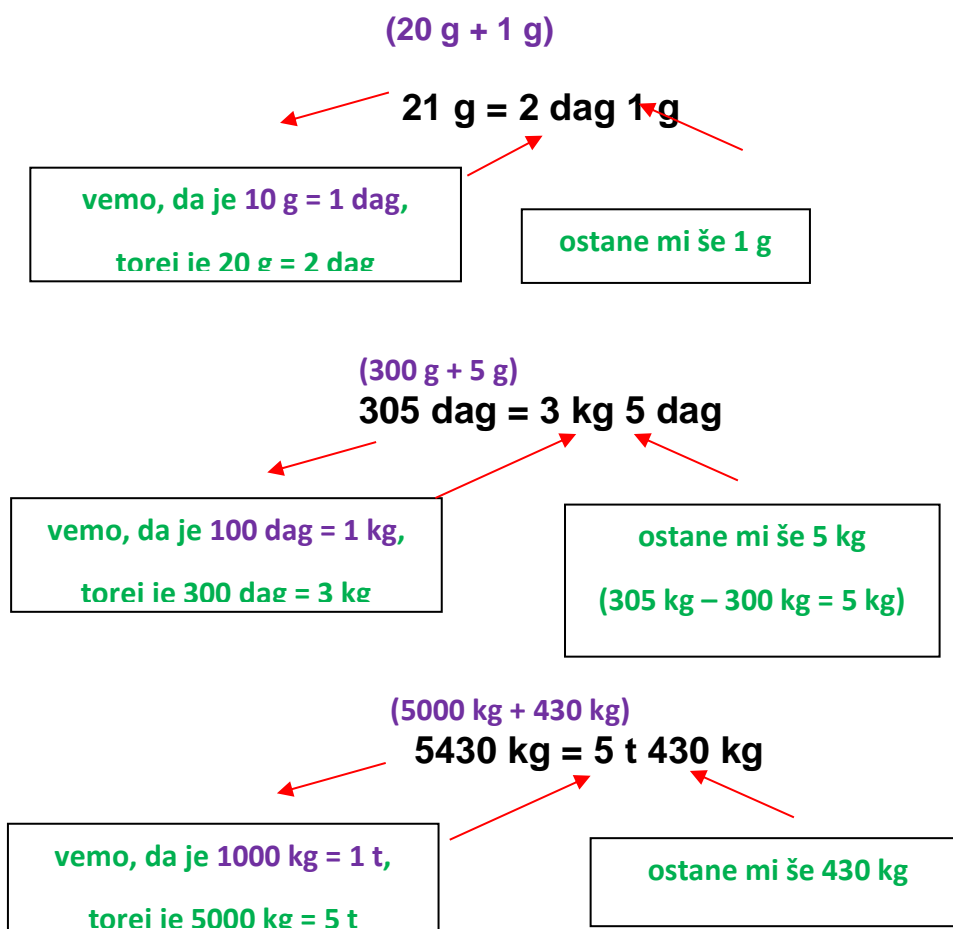 (20 g + 1 g)
21 g = 2 dag 1 g
vemo, da je 10 g = 1 dag,
torej je 20 g = 2 dag
ostane mi še 1 g
(300 g + 5 g)
305 dag = 3 kg 5 dag
vemo, da je 100 dag = 1 kg,
torej je 300 dag = 3 kg
ostane mi še 5 kg
(305 kg – 300 kg = 5 kg)
(5000 kg + 430 kg)
5430 kg = 5 t 430 kg
vemo, da je 1000 kg = 1 t,
torej je 5000 kg = 5 t
ostane mi še 430 kg